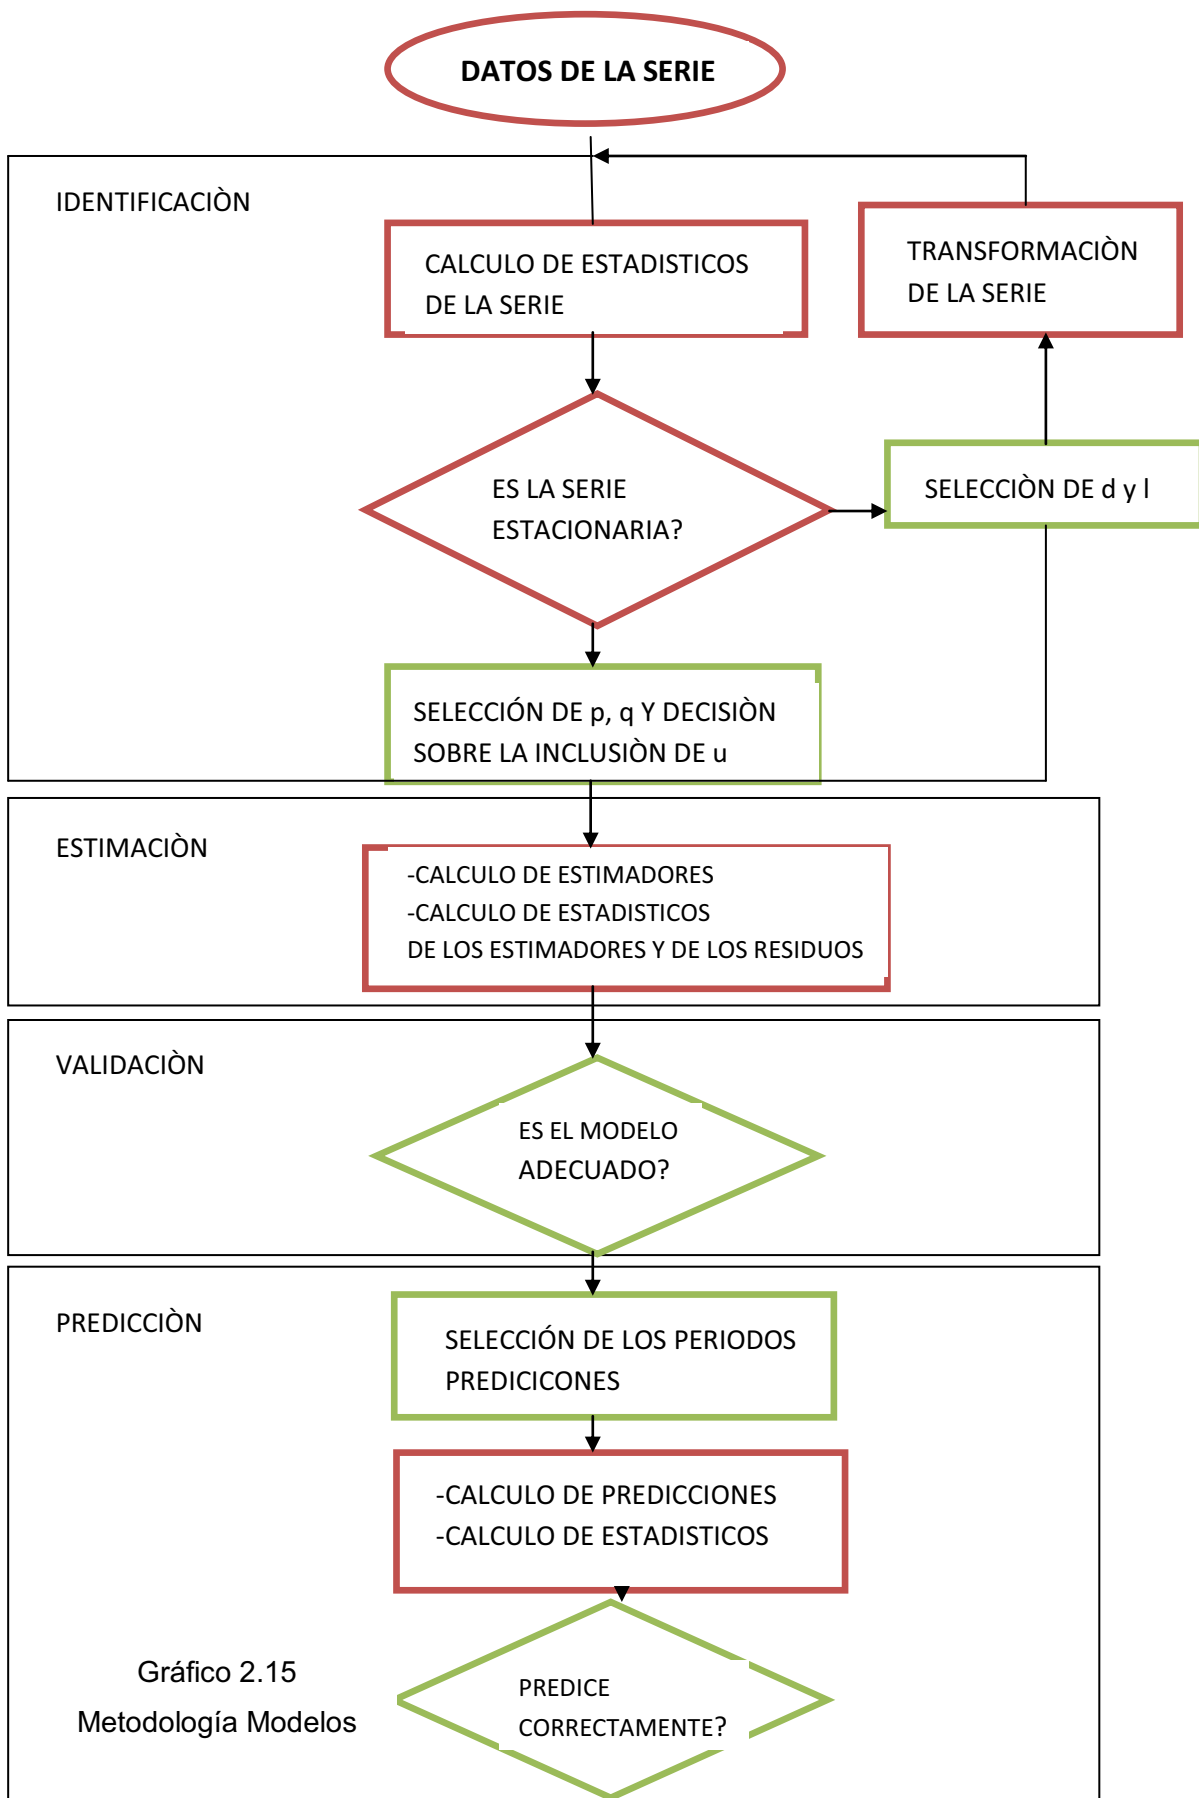 DATOS DE LA SERIE
IDENTIFICACIÒN
CALCULO DE ESTADISTICOS
DE LA SERIE
TRANSFORMACIÒN
DE LA SERIE
ES LA SERIE
ESTACIONARIA?
SELECCIÒN DE d y l
SELECCIÓN DE p, q Y DECISIÒN
SOBRE LA INCLUSIÒN DE u
ESTIMACIÒN
-CALCULO DE ESTIMADORES
-CALCULO DE ESTADISTICOS
DE LOS ESTIMADORES Y DE LOS RESIDUOS
VALIDACIÒN
ES EL MODELO
ADECUADO?
PREDICCIÒN
SELECCIÓN DE LOS PERIODOS
PREDICICONES
-CALCULO DE PREDICCIONES
-CALCULO DE ESTADISTICOS
Gráfico 2.15
Metodología Modelos
PREDICE
CORRECTAMENTE?